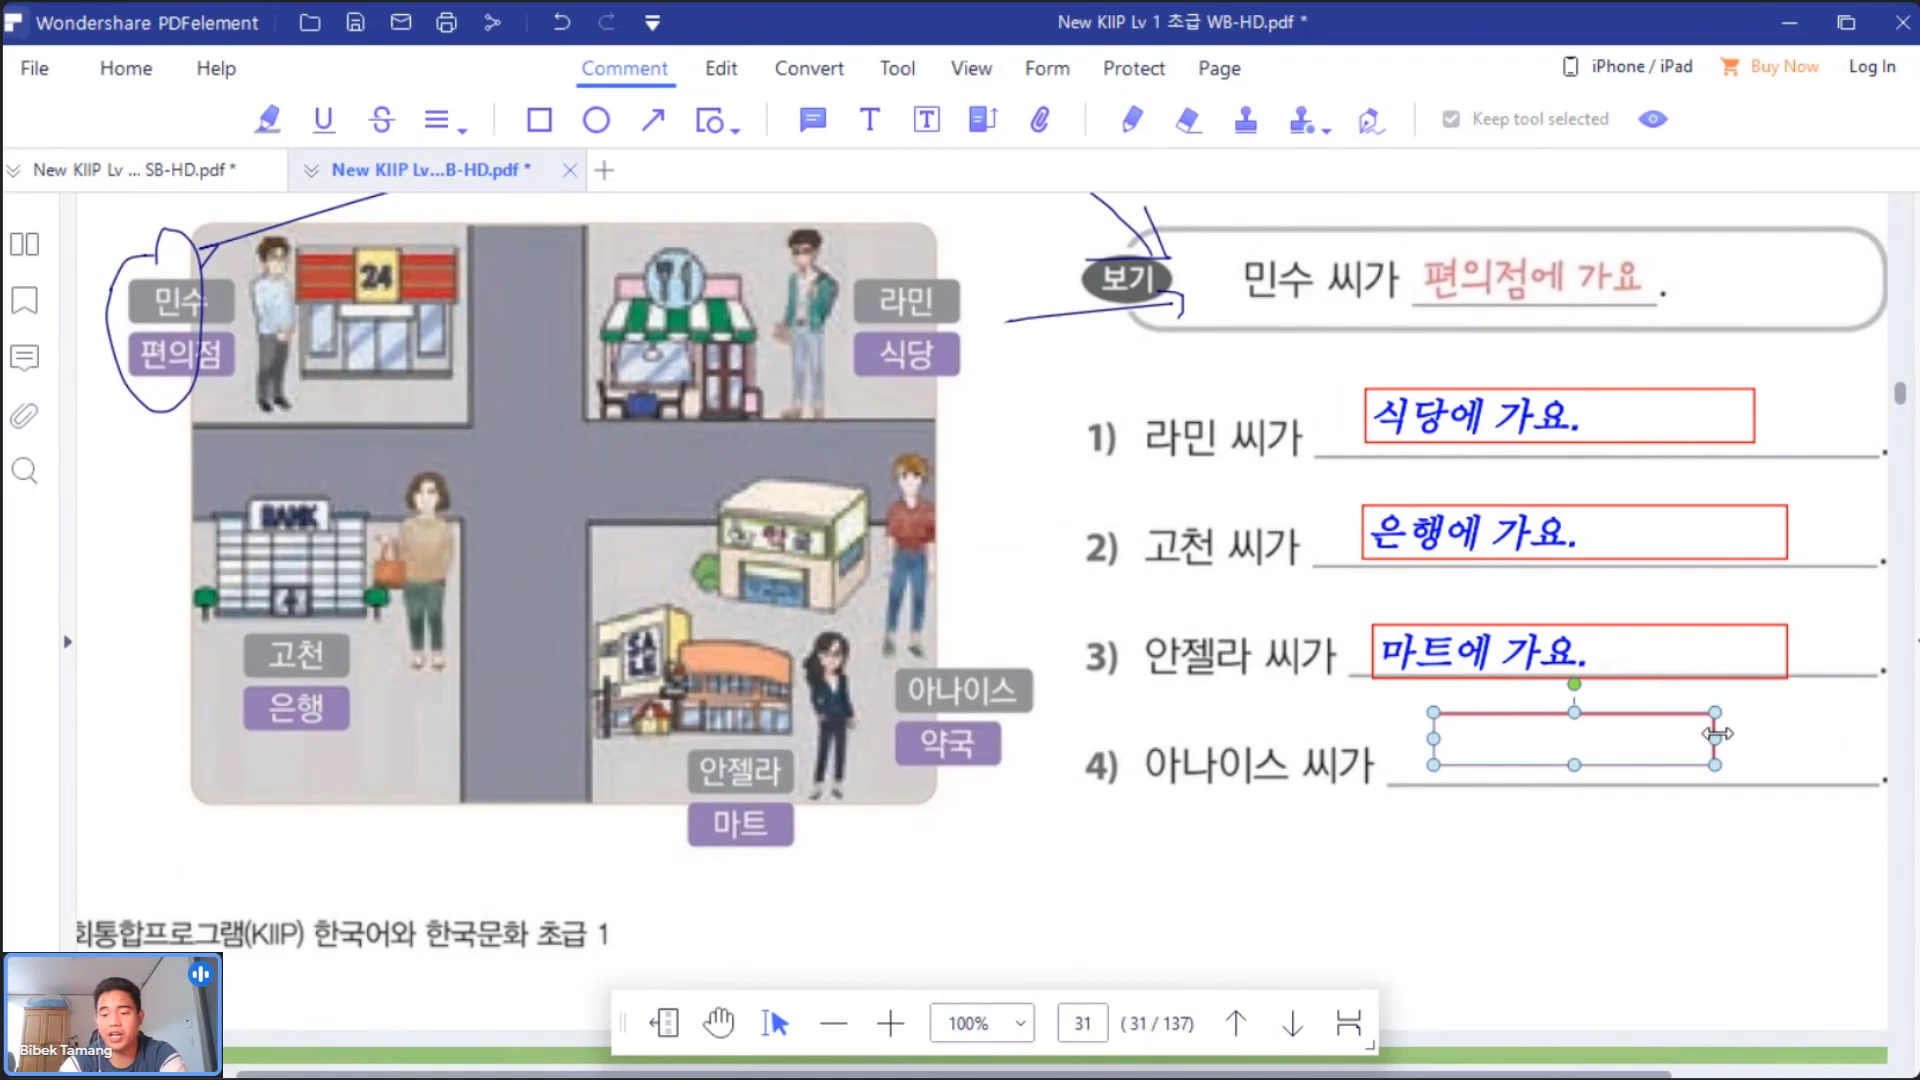 Wondershare PDFelement
New KIIP Lv 1 초급 WB-HD.pdf *
File Home Help Comment Edit Convert Tool View Form Protect Page iPhone / iPad Buy Now Log In
Keep tool selected
New KIIP Lv ... SB-HD.pdf *
New KIIP Lv...B-HD.pdf *
민수
편의점
24
라민
식당
BANK
고천
은행
약국
SALE
아나이스
약국
안젤라
마트
보기 민수 씨가 편의점에 가요.
1) 라민 씨가 식당에 가요. .
2) 고천 씨가 은행에 가요. .
3) 안젤라 씨가 마트에 가요. .
4) 아나이스 씨가 .
회통합프로그램(KIIP) 한국어와 한국문화 초급 1
Bibek Tamang
100% 31 (31 / 137)